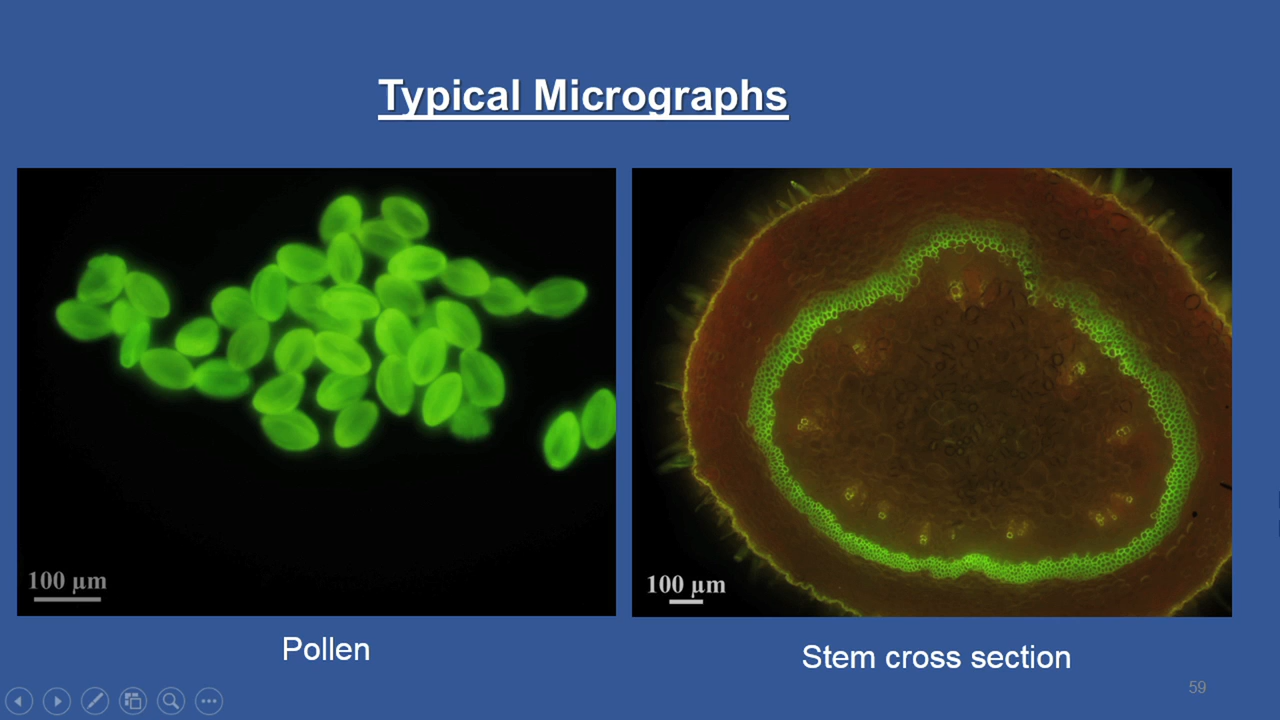 Typical Micrographs
100 µm
100 µm
Pollen
Stem cross section
59